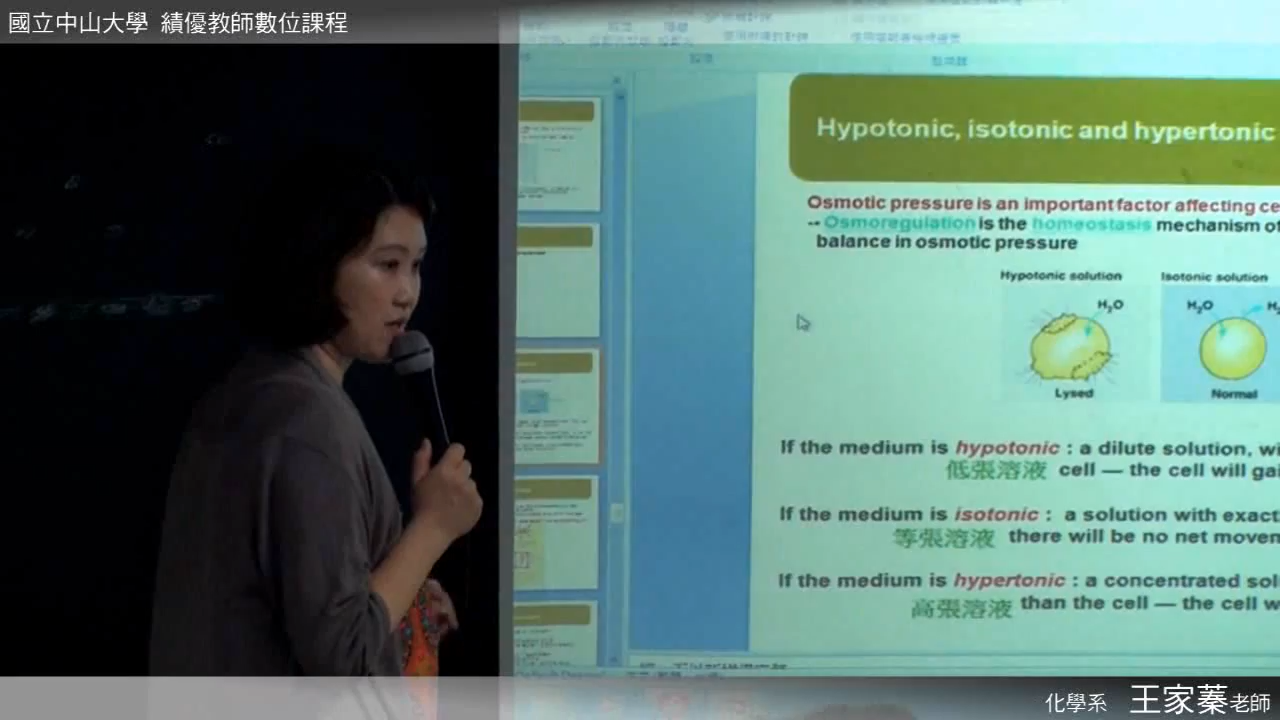 國立中山大學 績優教師數位課程
Hypotonic, isotonic and hypertonic
Osmotic pressure is an important factor affecting ce
-- Osmoregulation is the homeostasis mechanism of
balance in osmotic pressure
Hypotonic solution
Isotonic solution
H2O
H2O
Lysed
Normal
If the medium is hypotonic : a dilute solution, wi
低張溶液 cell — the cell will gai
If the medium is isotonic : a solution with exact
等張溶液 there will be no net movem
If the medium is hypertonic : a concentrated sol
高張溶液 than the cell — the cell w
化學系 王家蓁老師